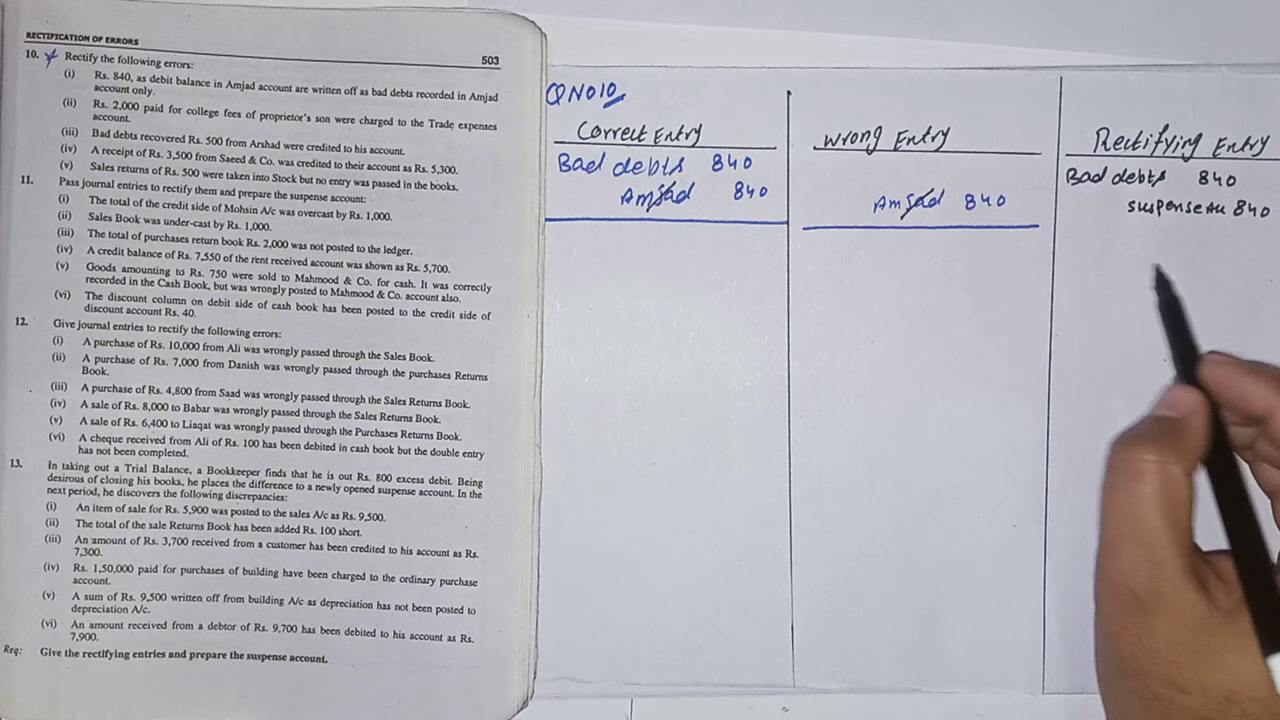 RECTIFICATION OF ERRORS
503
10. Rectify the following errors:
(i) Rs. 840, as debit balance in Amjad account are written off as bad debts recorded in Amjad
account only.
(ii) Rs. 2,000 paid for college fees of proprietor's son were charged to the Trade expenses
account.
(iii) Bad debts recovered Rs. 500 from Arshad were credited to his account.
(iv) A receipt of Rs. 3,500 from Saeed & Co. was credited to their account as Rs. 5,300.
(v) Sales returns of Rs. 500 were taken into Stock but no entry was passed in the books.
11. Pass journal entries to rectify them and prepare the suspense account:
(i) The total of the credit side of Mohsin A/c was overcast by Rs. 1,000.
(ii) Sales Book was under-cast by Rs. 1,000.
(iii) The total of purchases return book Rs. 2,000 was not posted to the ledger.
(iv) A credit balance of Rs. 7,550 of the rent received account was shown as Rs. 5,700.
(v) Goods amounting to Rs. 750 were sold to Mahmood & Co. for cash. It was correctly
recorded in the Cash Book, but was wrongly posted to Mahmood & Co. account also.
(vi) The discount column on debit side of cash book has been posted to the credit side of
discount account Rs. 40.
12. Give journal entries to rectify the following errors:
(i) A purchase of Rs. 10,000 from Ali was wrongly passed through the Sales Book.
(ii) A purchase of Rs. 7,000 from Danish was wrongly passed through the purchases Returns
Book.
(iii) A purchase of Rs. 4,800 from Saad was wrongly passed through the Sales Returns Book.
(iv) A sale of Rs. 8,000 to Babar was wrongly passed through the Sales Returns Book.
(v) A sale of Rs. 6,400 to Liaqat was wrongly passed through the Purchases Returns Book.
(vi) A cheque received from Ali of Rs. 100 has been debited in cash book but the double entry
has not been completed.
13. In taking out a Trial Balance, a Bookkeeper finds that he is out Rs. 800 excess debit. Being
desirous of closing his books, he places the difference to a newly opened suspense account. In the
next period, he discovers the following discrepancies:
(i) An item of sale for Rs. 5,900 was posted to the sales A/c as Rs. 9,500.
(ii) The total of the sale Returns Book has been added Rs. 100 short.
(iii) An amount of Rs. 3,700 received from a customer has been credited to his account as Rs.
7,300.
(iv) Rs. 1,50,000 paid for purchases of building have been charged to the ordinary purchase
account.
(v) A sum of Rs. 9,500 written off from building A/c as depreciation has not been posted to
depreciation A/c.
(vi) An amount received from a debtor of Rs. 9,700 has been debited to his account as Rs.
7,900.
Req: Give the rectifying entries and prepare the suspense account.
QNO10
Correct Entry
Bad debts 840
Amjad 840
Wrong Entry
Amjad 840
Rectifying Entry
Bad debts 840
suspense Au 840